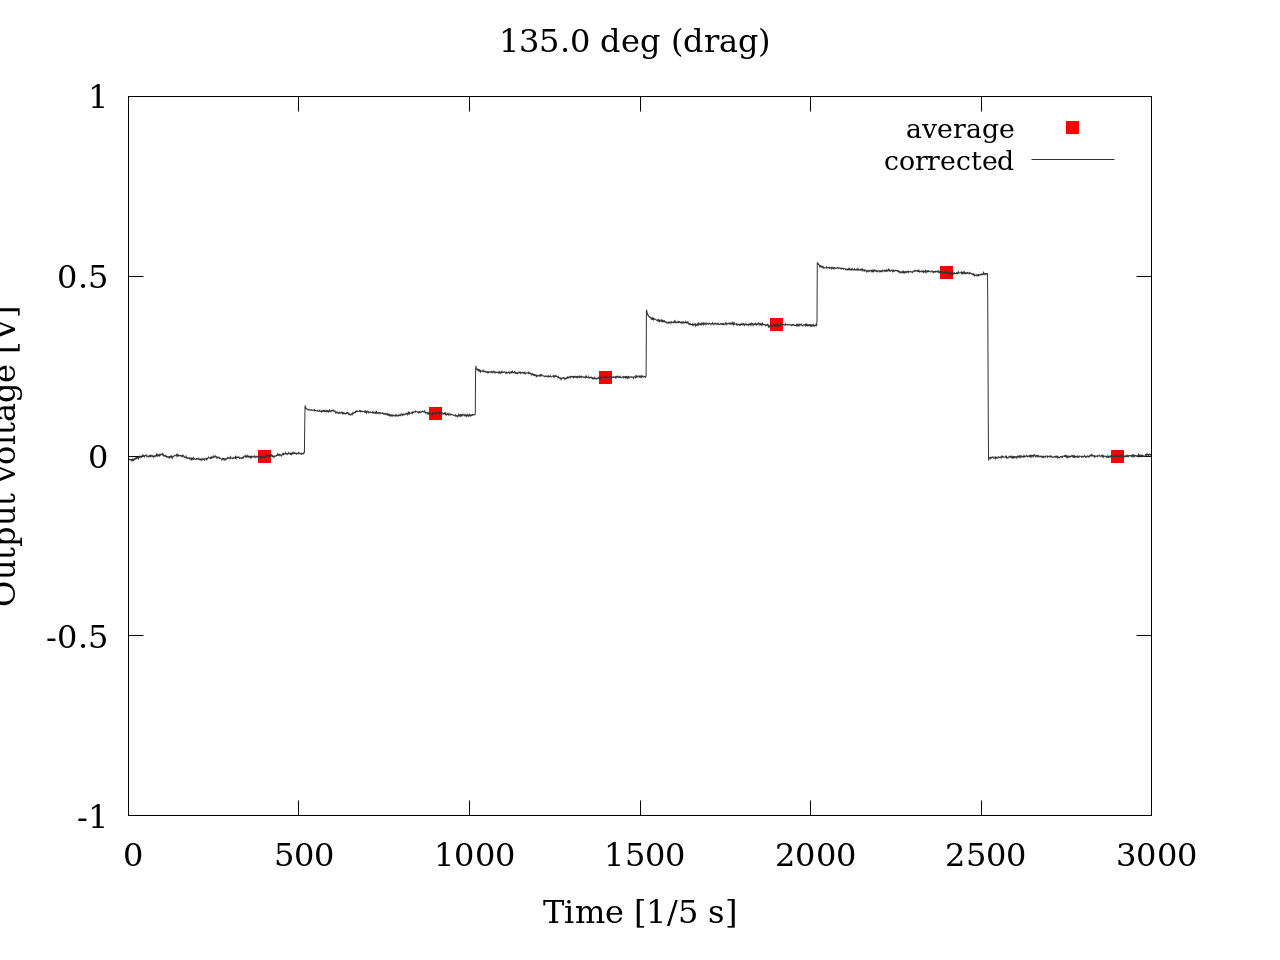 135.0 deg (drag)
average
corrected
1
0.5
0
-0.5
-1
Output voltage [V]
0 500 1000 1500 2000 2500 3000
Time [1/5 s]